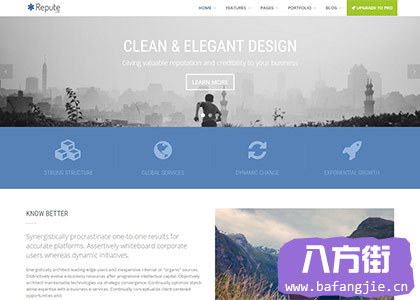 Repute
HOME FEATURES PAGES PORTFOLIO BLOG UPGRADE TO PRO
CLEAN & ELEGANT DESIGN
Giving valuable reputation and credibility to your business
LEARN MORE
STRONG STRUCTURE GLOBAL SERVICES DYNAMIC CHANGE EXPONENTIAL GROWTH
KNOW BETTER
Synergistically procrastinate one-to-one results for
accurate platforms. Assertively whiteboard corporate
users whereas dynamic initiatives.
Energistically architect leading-edge users and inexpensive internal or "organic" sources.
Distinctively evolve e-business resources after progressive intellectual capital. Objectively
architect maintainable technologies via strategic convergence. Continually optimize stand-
alone expertise with e-business e-services. Continually conceptualize client-centered
opportunities and
八方街
www.bafangjie.cn